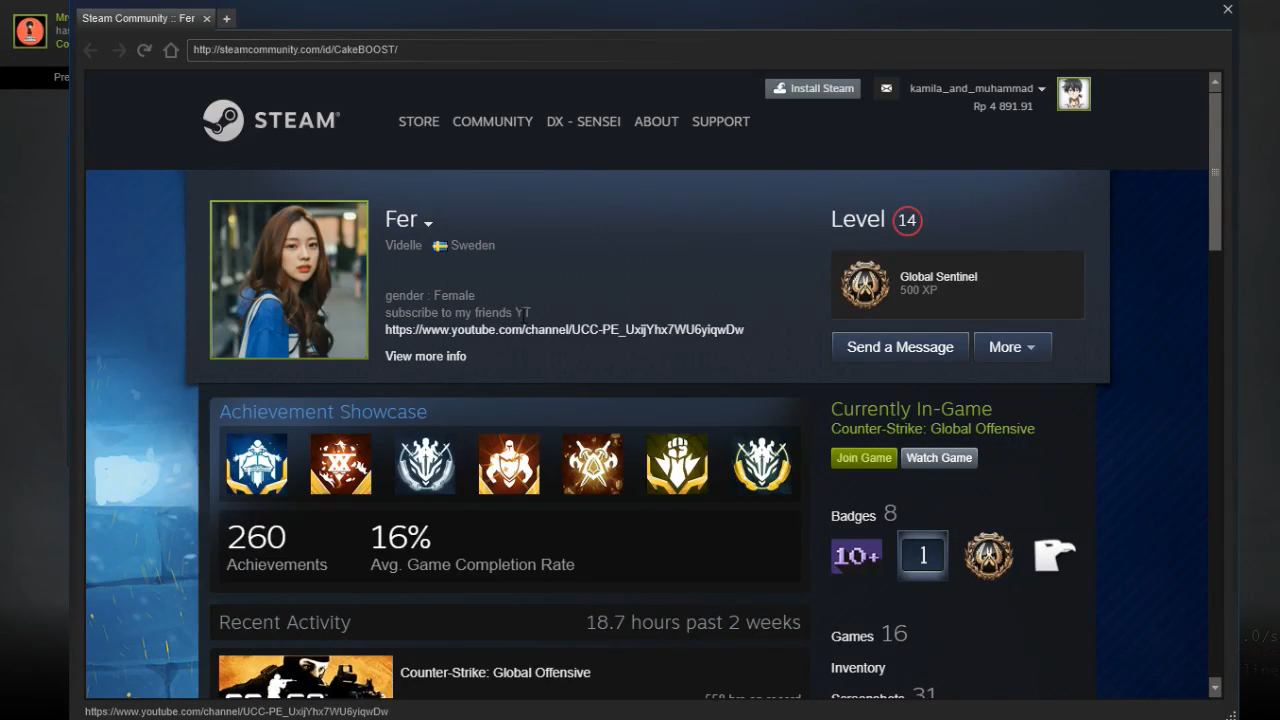 Steam Community :: Fer
http://steamcommunity.com/id/CakeBOOST/
Install Steam
kamila_and_muhammad
Rp 4 891.91
STEAM
STORE COMMUNITY DX - SENSEI ABOUT SUPPORT
Fer
Videlle Sweden
gender : Female
subscribe to my friends YT
https://www.youtube.com/channel/UCC-PE_UxijYhx7WU6yiqwDw
View more info
Level 14
Global Sentinel
500 XP
Send a Message
More
Achievement Showcase
260
Achievements
16%
Avg. Game Completion Rate
Currently In-Game
Counter-Strike: Global Offensive
Join Game
Watch Game
Badges 8
10+
1
Recent Activity
18.7 hours past 2 weeks
Counter-Strike: Global Offensive
Games 16
Inventory
Screenshots 31
https://www.youtube.com/channel/UCC-PE_UxijYhx7WU6yiqwDw